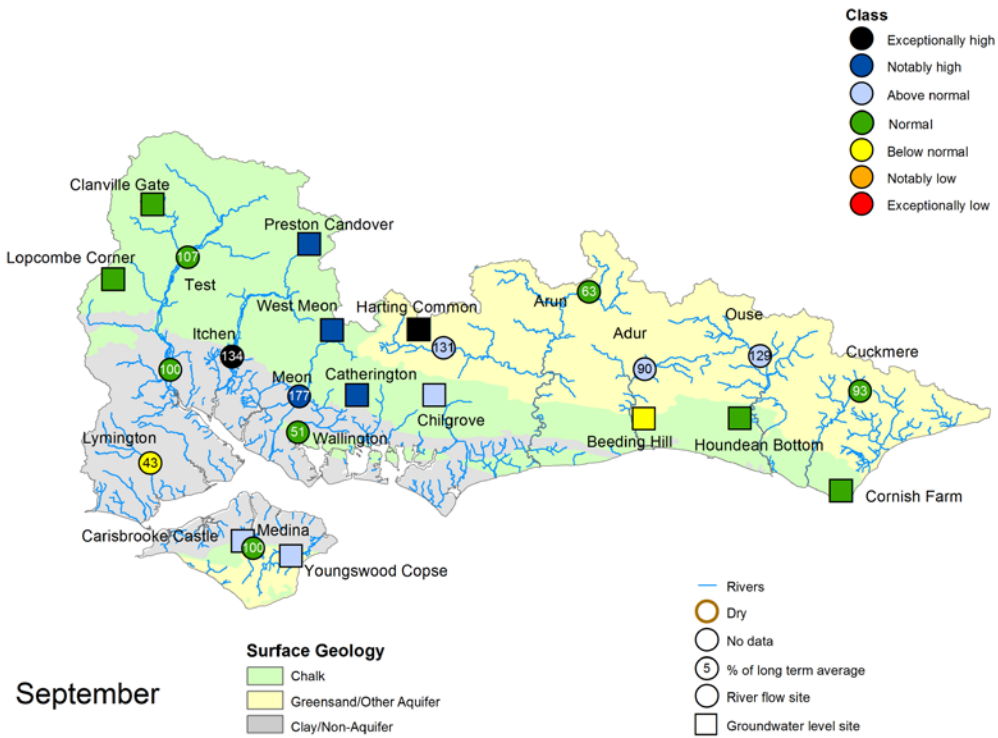 Class
Exceptionally high
Notably high
Above normal
Normal
Below normal
Notably low
Exceptionally low
Clanville Gate
Preston Candover
Lopcombe Corner
107
Test
West Meon
Harting Common
Arun
63
Itchen
134
131
Adur
Ouse
100
Meon
177
Catherington
90
129
Cuckmere
93
Chilgrove
51
Wallington
Lymington
43
Beeding Hill
Houndean Bottom
Cornish Farm
Carisbrooke Castle
Medina
100
Youngswood Copse
Rivers
Dry
No data
5
% of long term average
River flow site
Groundwater level site
Surface Geology
Chalk
Greensand/Other Aquifer
Clay/Non-Aquifer
September